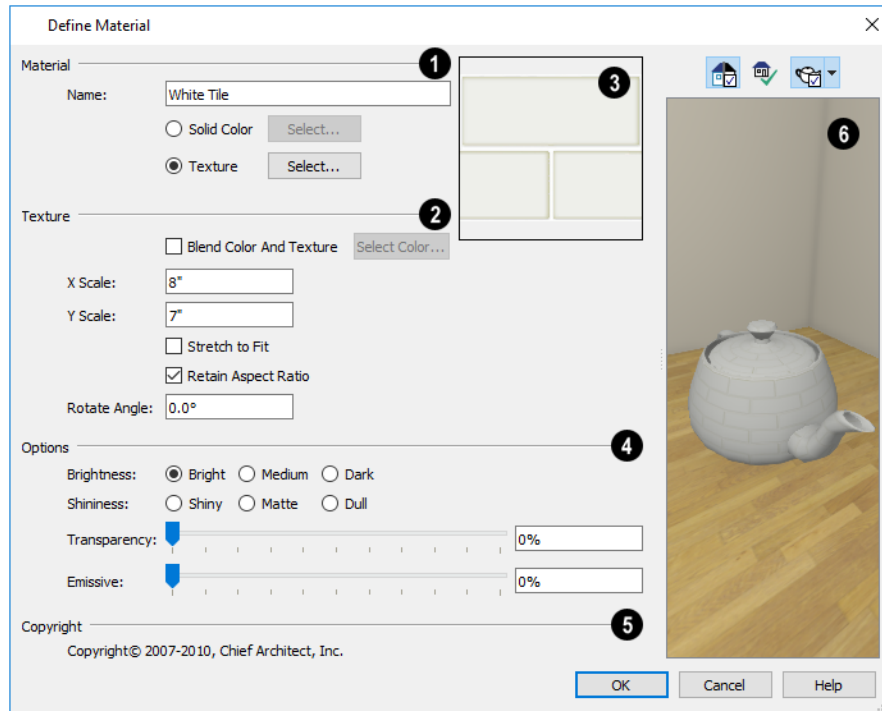 Define Material
Material 1
Name: White Tile
Solid Color Select...
Texture Select...
3
Texture 2
Blend Color And Texture Select Color...
X Scale: 8"
Y Scale: 7"
Stretch to Fit
Retain Aspect Ratio
Rotate Angle: 0.0°
Options 4
Brightness: Bright Medium Dark
Shininess: Shiny Matte Dull
Transparency: 0%
Emissive: 0%
Copyright 5
Copyright© 2007-2010, Chief Architect, Inc.
6
OK Cancel Help